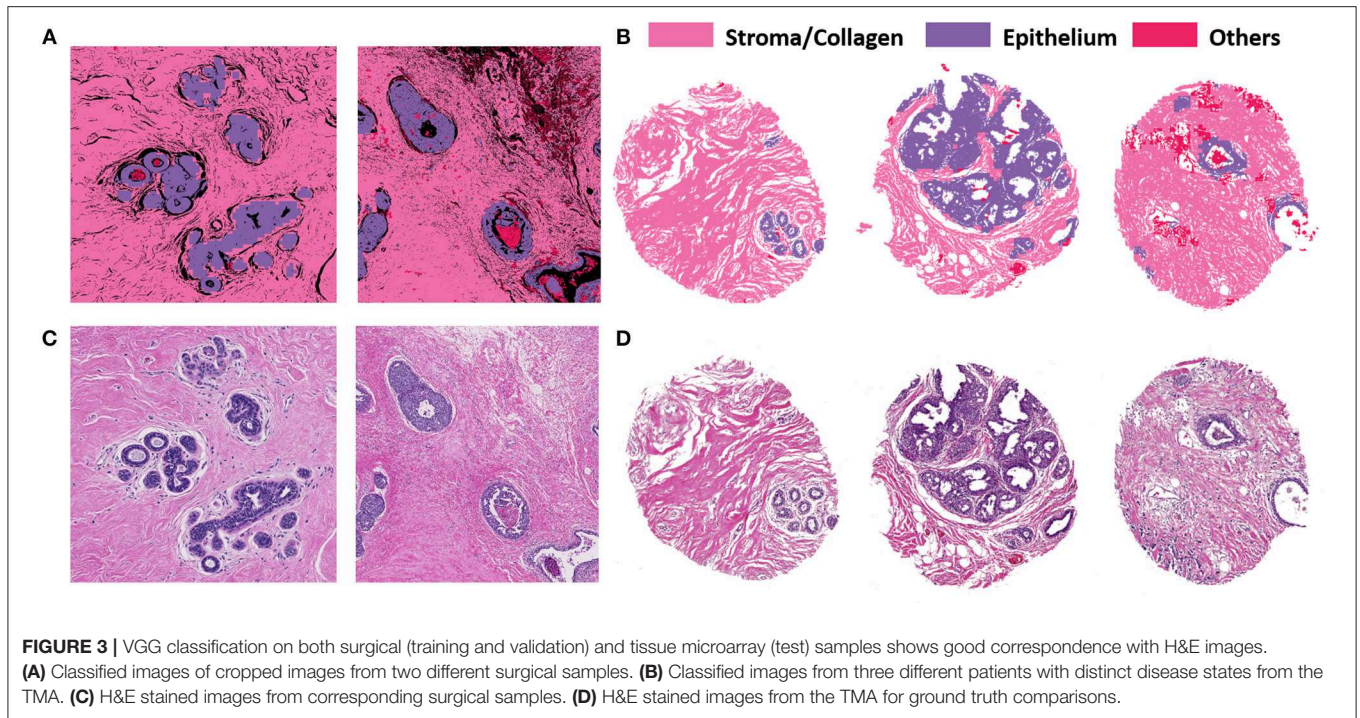 A
B
Stroma/Collagen Epithelium Others
C
D
FIGURE 3 | VGG classification on both surgical (training and validation) and tissue microarray (test) samples shows good correspondence with H&E images.
(A) Classified images of cropped images from two different surgical samples. (B) Classified images from three different patients with distinct disease states from the
TMA. (C) H&E stained images from corresponding surgical samples. (D) H&E stained images from the TMA for ground truth comparisons.